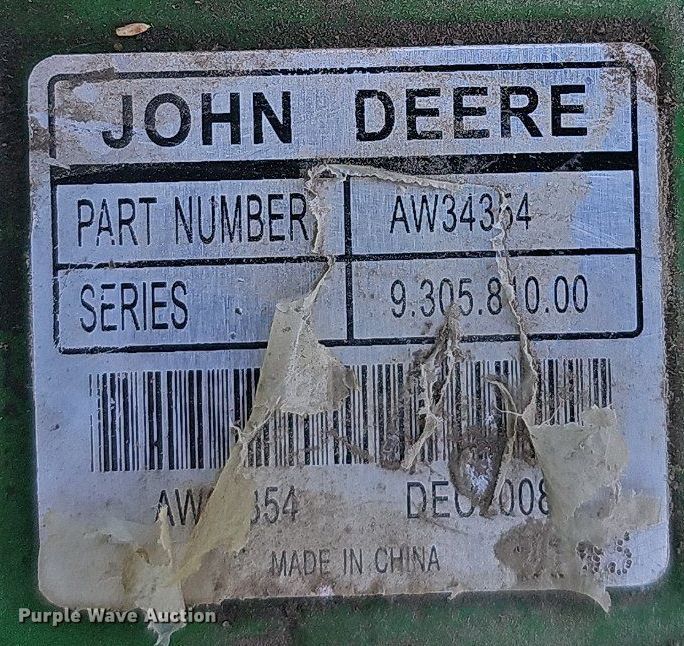 JOHN DEERE
PART NUMBER AW34354
SERIES 9.305.810.00
MADE IN CHINA
Purple Wave Auction